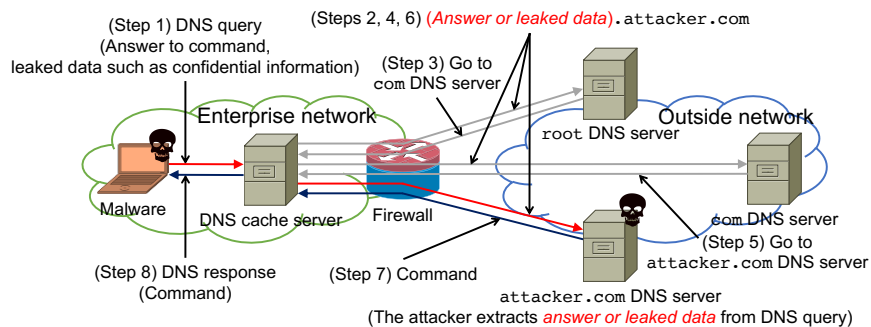 (Step 1) DNS query
(Answer to command,
leaked data such as confidential information)
(Steps 2, 4, 6) (Answer or leaked data).attacker.com
(Step 3) Go to
com DNS server
Enterprise network
Outside network
root DNS server
Malware
DNS cache server
Firewall
com DNS server
(Step 5) Go to
attacker.com DNS server
(Step 8) DNS response
(Command)
(Step 7) Command
attacker.com DNS server
(The attacker extracts answer or leaked data from DNS query)